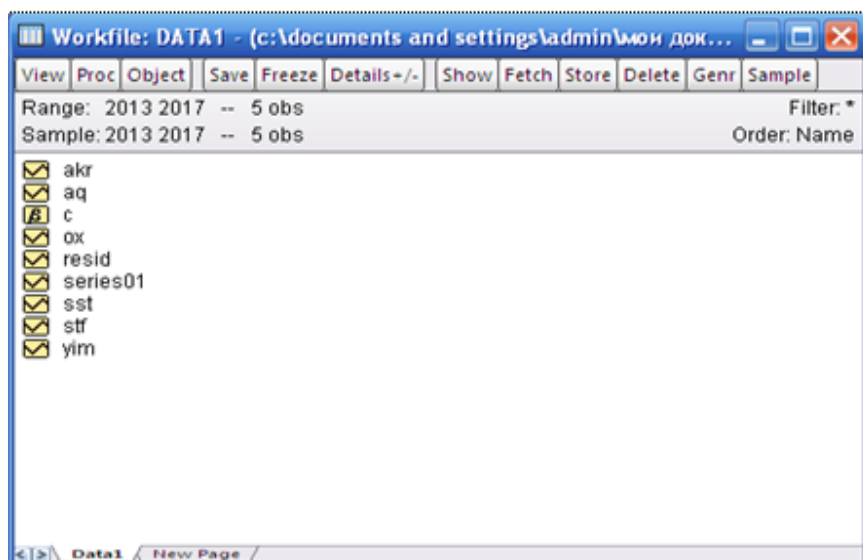 Workfile: DATA1 - (c:\documents and settings\admin\мои док...
View Proc Object Save Freeze Details+/- Show Fetch Store Delete Genr Sample
Range: 2013 2017 -- 5 obs Filter: *
Sample: 2013 2017 -- 5 obs Order: Name
akr
aq
β c
ox
resid
series01
sst
stf
yim
< > Data1 New Page